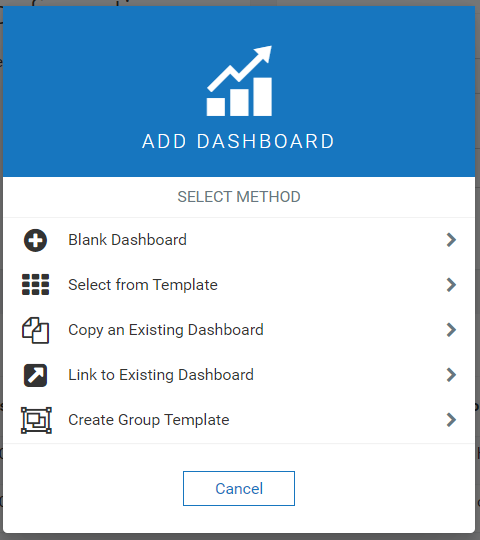 ADD DASHBOARD
SELECT METHOD
Blank Dashboard
Select from Template
Copy an Existing Dashboard
Link to Existing Dashboard
Create Group Template
Cancel